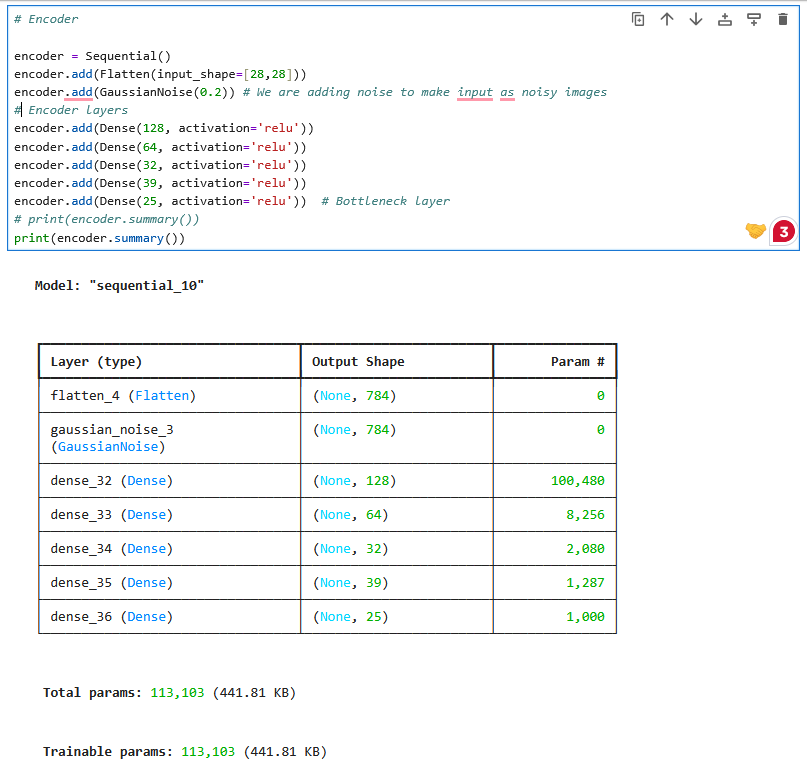 # Encoder
encoder = Sequential()
encoder.add(Flatten(input_shape=[28,28]))
encoder.add(GaussianNoise(0.2)) # We are adding noise to make input as noisy images
# Encoder layers
encoder.add(Dense(128, activation='relu'))
encoder.add(Dense(64, activation='relu'))
encoder.add(Dense(32, activation='relu'))
encoder.add(Dense(39, activation='relu'))
encoder.add(Dense(25, activation='relu'))  # Bottleneck layer
# print(encoder.summary())
print(encoder.summary())
3
Model: "sequential_10"
Layer (type) Output Shape Param #
flatten_4 (Flatten) (None, 784) 0
gaussian_noise_3 (None, 784) 0
(GaussianNoise)
dense_32 (Dense) (None, 128) 100,480
dense_33 (Dense) (None, 64) 8,256
dense_34 (Dense) (None, 32) 2,080
dense_35 (Dense) (None, 39) 1,287
dense_36 (Dense) (None, 25) 1,000
Total params: 113,103 (441.81 KB)
Trainable params: 113,103 (441.81 KB)